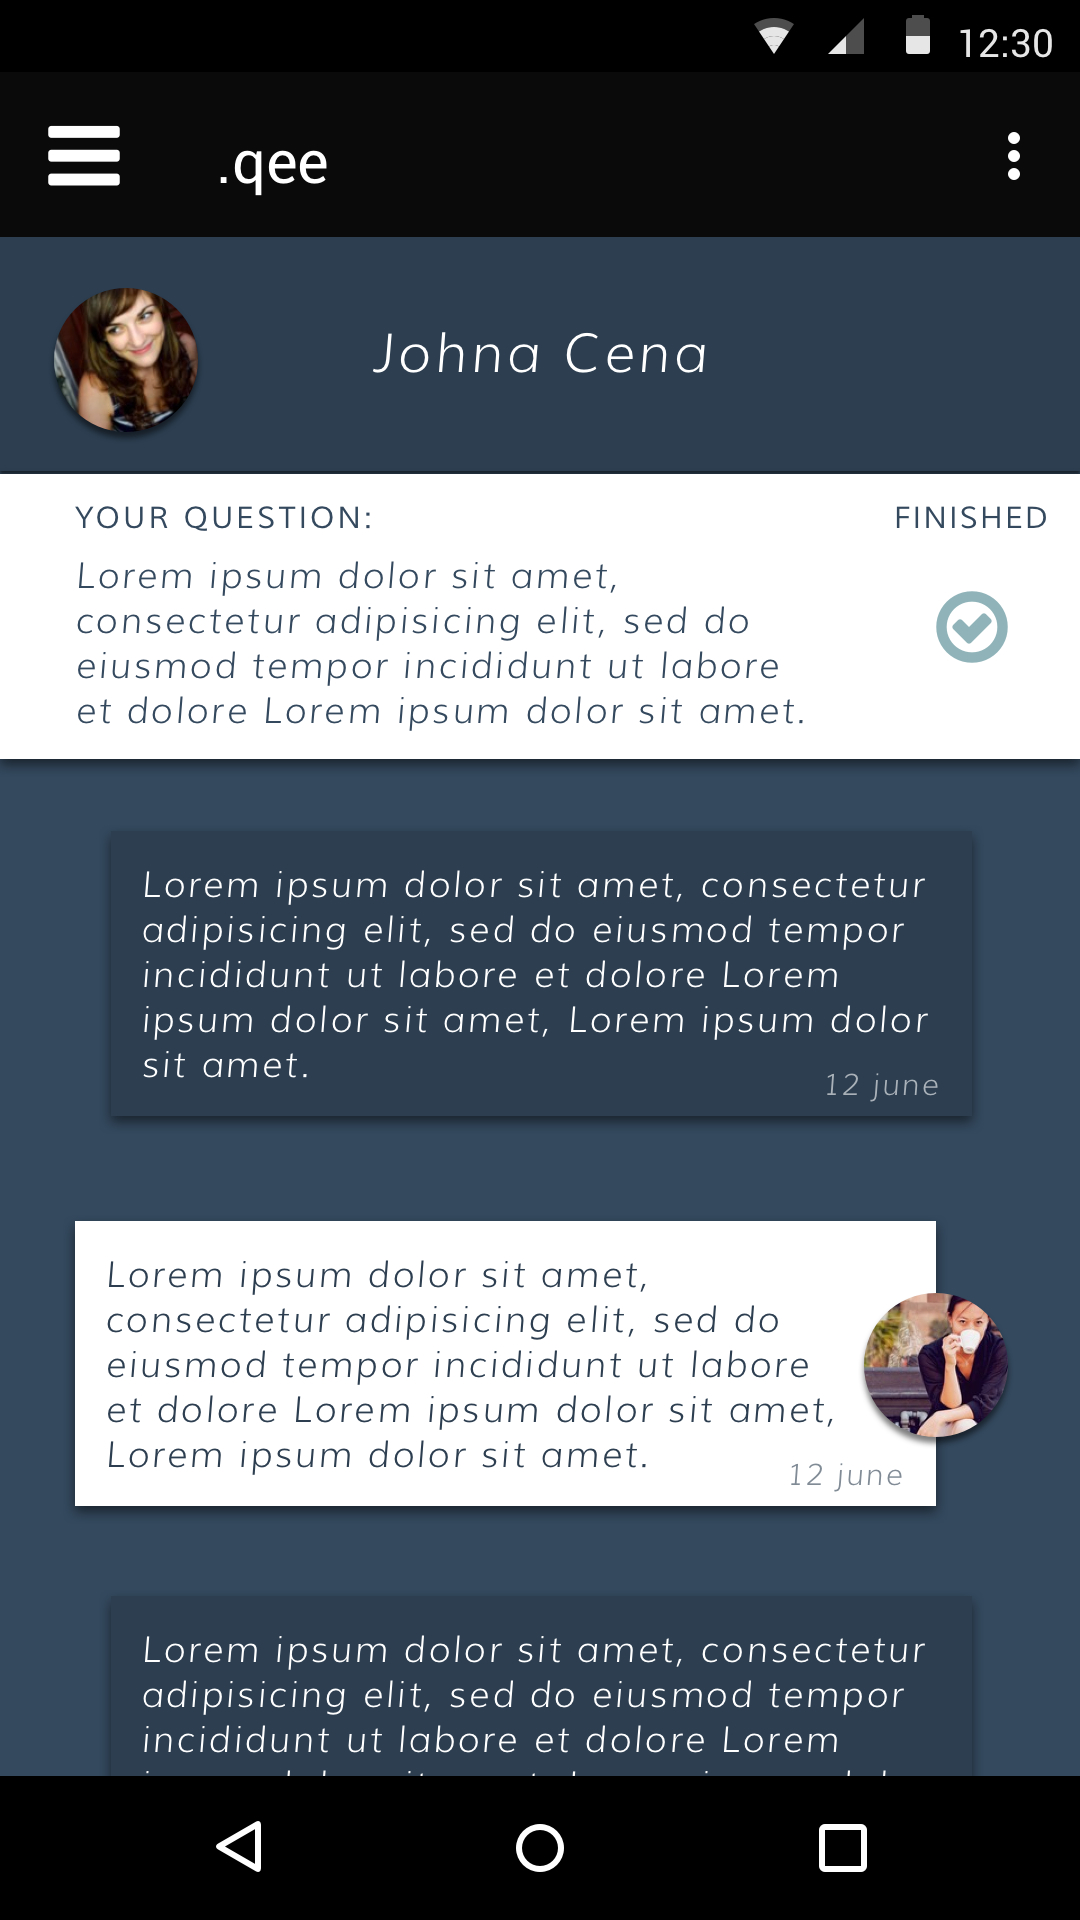 12:30
.qee
Johna Cena
YOUR QUESTION:
FINISHED
Lorem ipsum dolor sit amet,
consectetur adipisicing elit, sed do
eiusmod tempor incididunt ut labore
et dolore Lorem ipsum dolor sit amet.
Lorem ipsum dolor sit amet, consectetur
adipisicing elit, sed do eiusmod tempor
incididunt ut labore et dolore Lorem
ipsum dolor sit amet, Lorem ipsum dolor
sit amet.
12 june
Lorem ipsum dolor sit amet,
consectetur adipisicing elit, sed do
eiusmod tempor incididunt ut labore
et dolore Lorem ipsum dolor sit amet,
Lorem ipsum dolor sit amet.
12 june
Lorem ipsum dolor sit amet, consectetur
adipisicing elit, sed do eiusmod tempor
incididunt ut labore et dolore Lorem